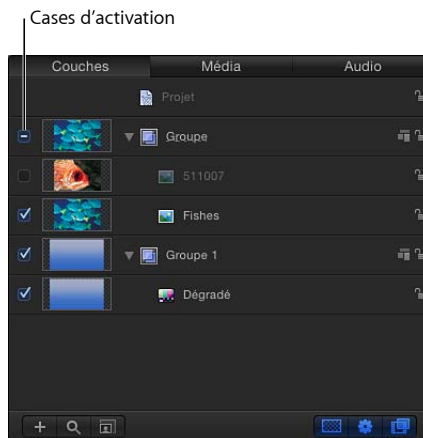 Cases d'activation
Couches Média Audio
Projet
Groupe
511007
Fishes
Groupe 1
Dégradé